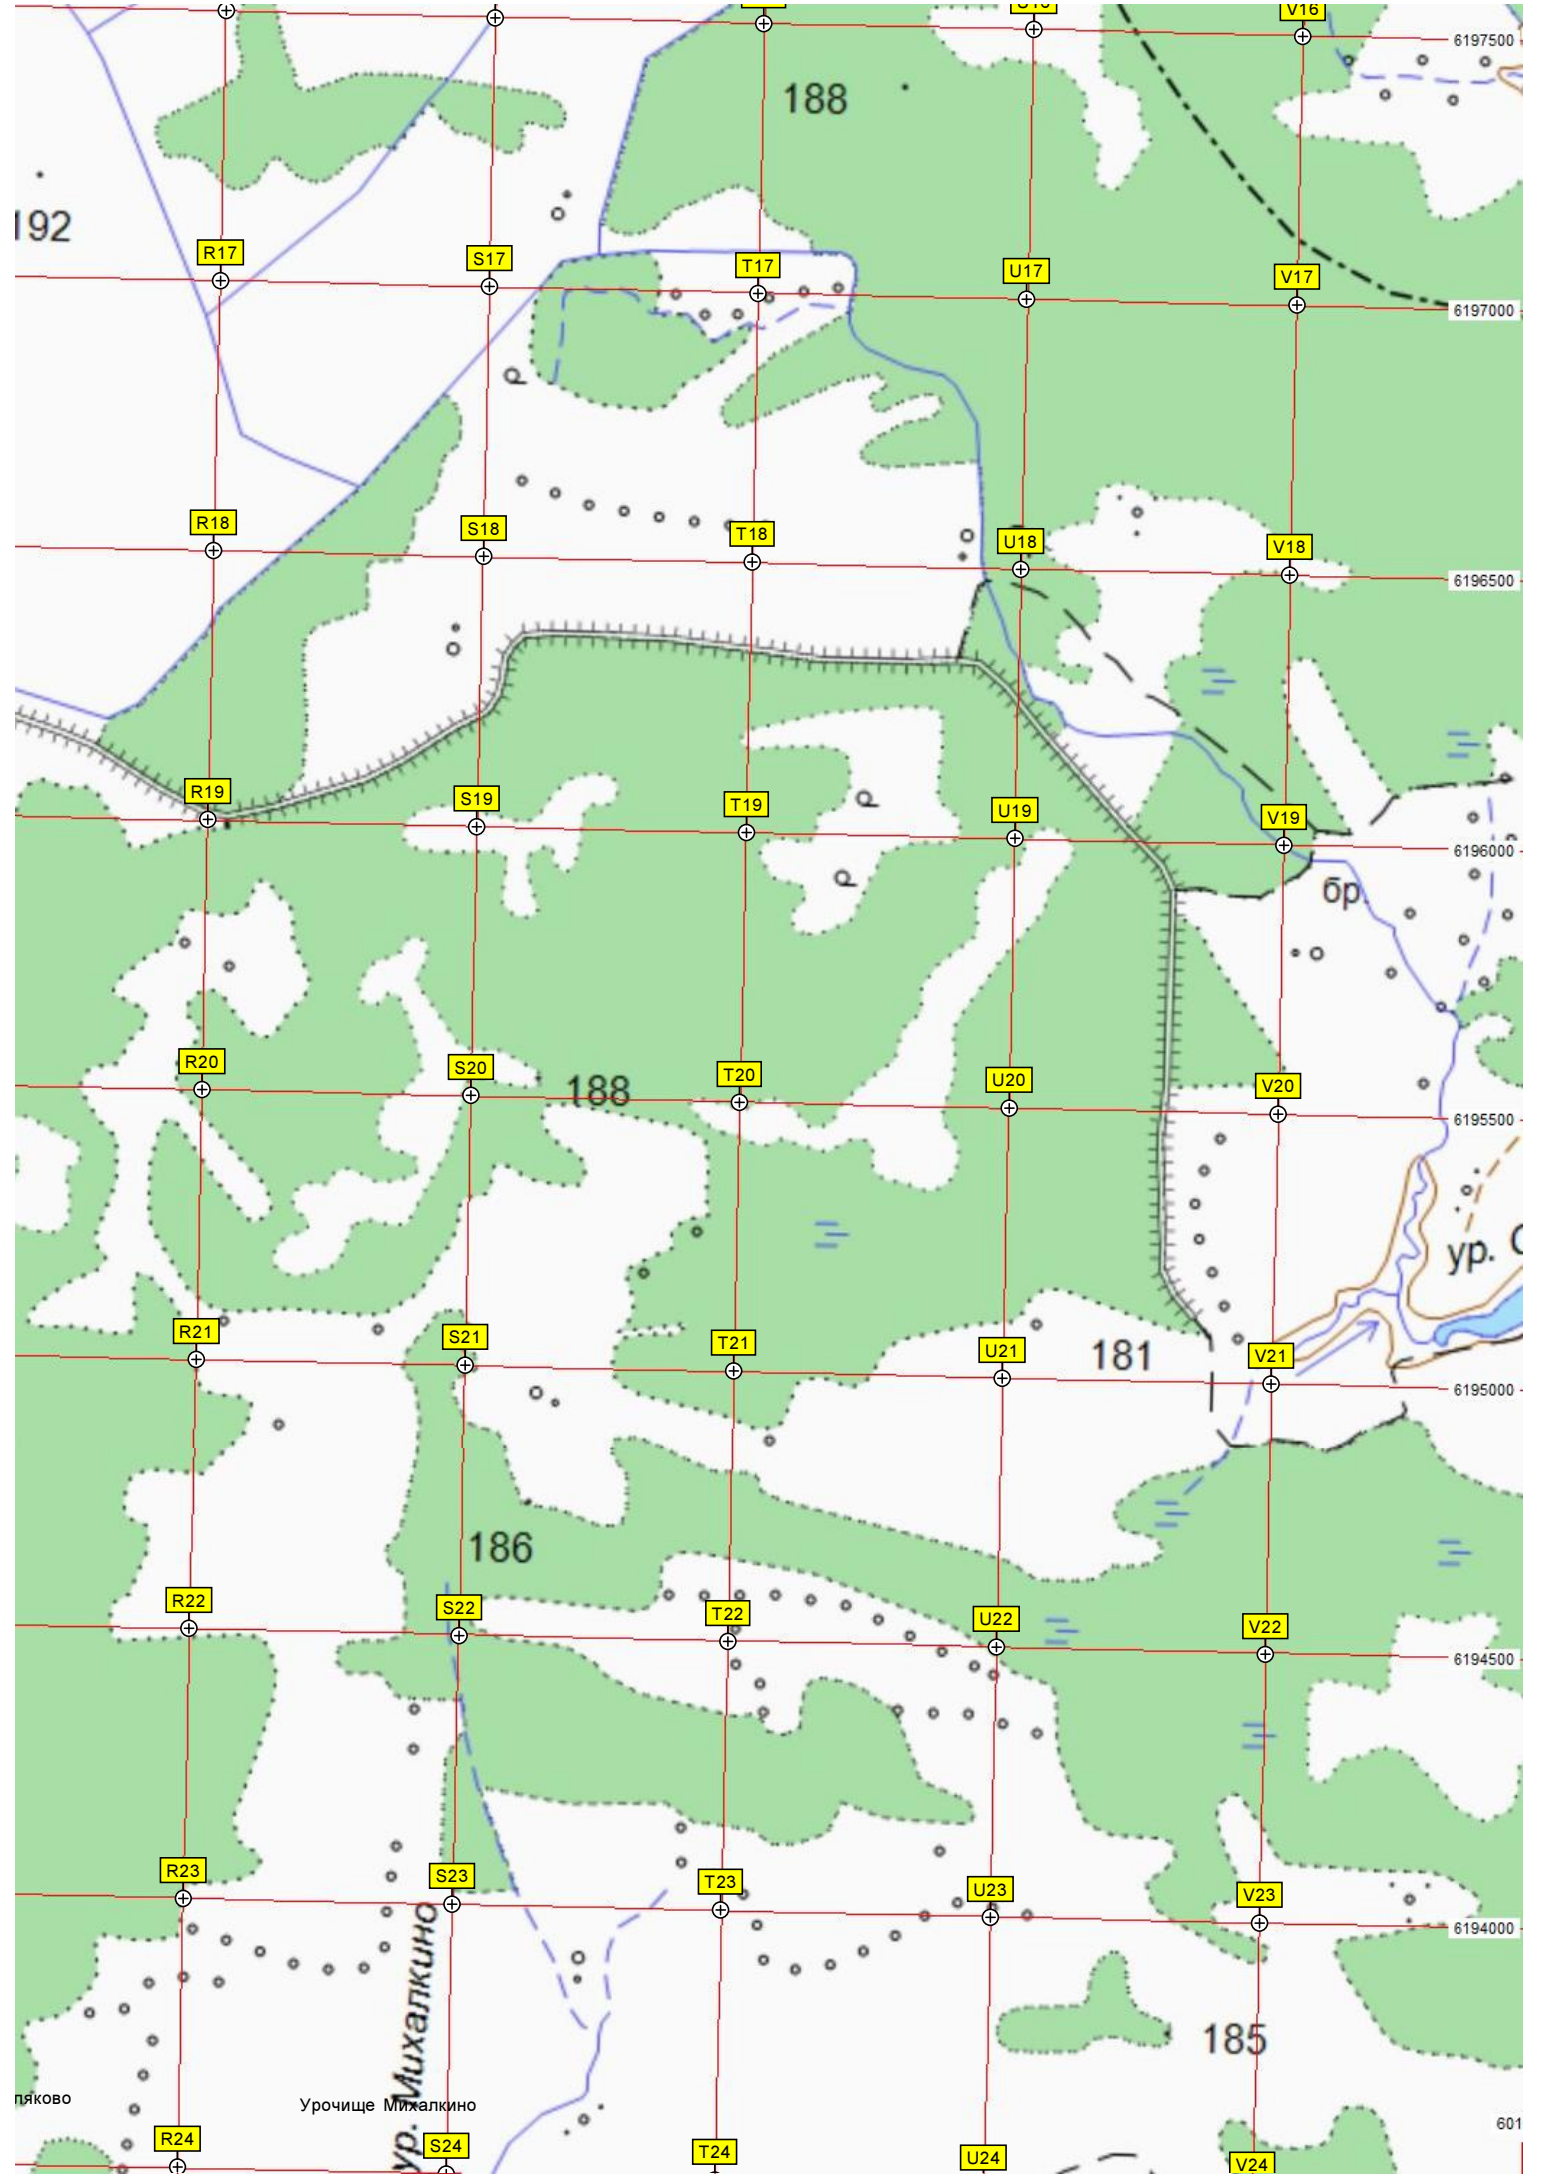 V16
6197500
188
192
R17
S17
T17
U17
V17
6197000
р
R18
S18
T18
U18
V18
6196500
R19
S19
T19
U19
V19
р
6196000
р
бр.
R20
S20
T20
U20
V20
188
6195500
ур. С
R21
S21
T21
U21
V21
181
6195000
186
R22
S22
T22
U22
V22
6194500
R23
S23
T23
U23
V23
6194000
ур. Михалкино
185
ляково
Урочище Михалкино
601
R24
S24
T24
U24
V24